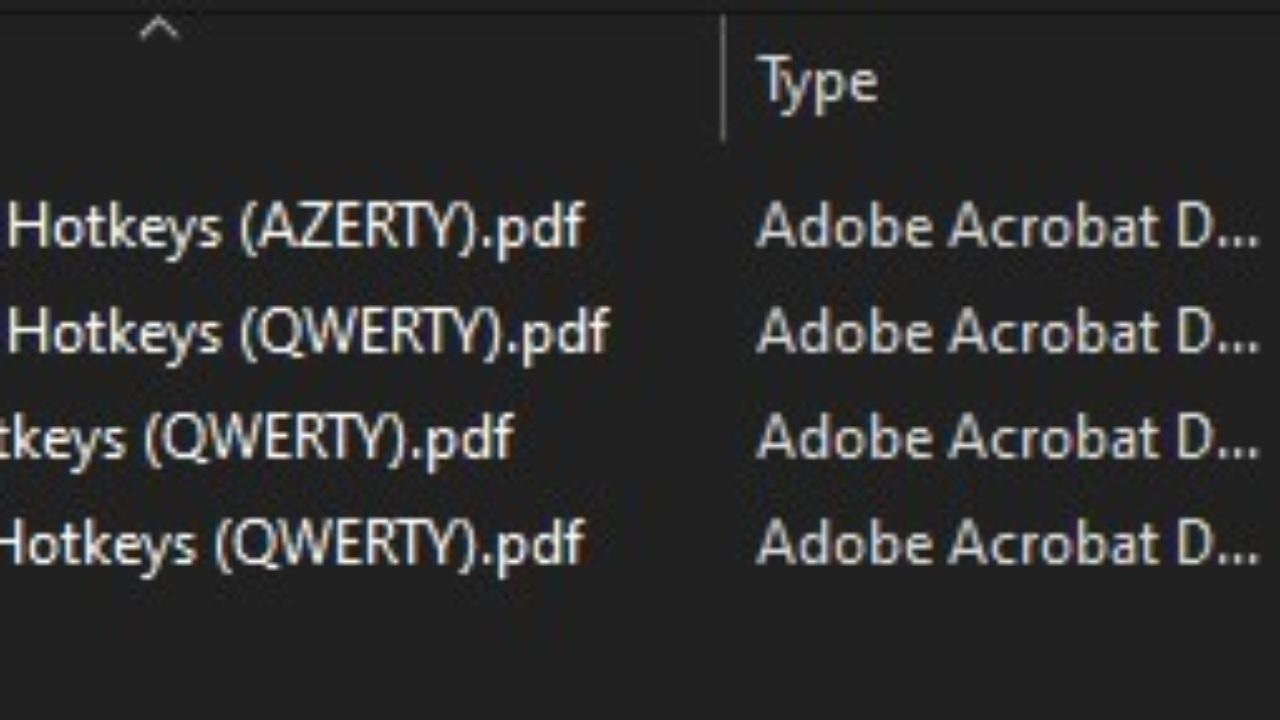 Type
Hotkeys (AZERTY).pdf Adobe Acrobat D...
Hotkeys (QWERTY).pdf Adobe Acrobat D...
tkeys (QWERTY).pdf Adobe Acrobat D...
Hotkeys (QWERTY).pdf Adobe Acrobat D...